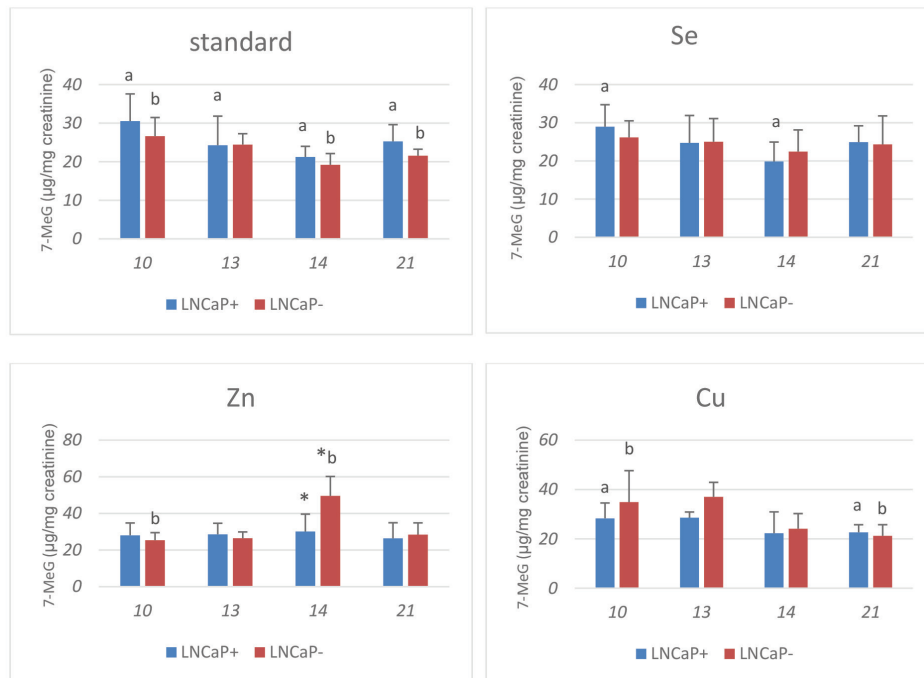 standard
7-MeG (µg/mg creatinine)
40
30
20
10
0
a
b
a
a
b
a
b
10 13 14 21
LNCaP+ LNCaP-
Se
7-MeG (µg/mg creatinine)
40
30
20
10
0
a
a
10 13 14 21
LNCaP+ LNCaP-
Zn
7-MeG (µg/mg creatinine)
80
60
40
20
0
b
*
*b
10 13 14 21
LNCaP+ LNCaP-
Cu
7-MeG (µg/mg creatinine)
60
40
20
0
a
b
a
b
10 13 14 21
LNCaP+ LNCaP-